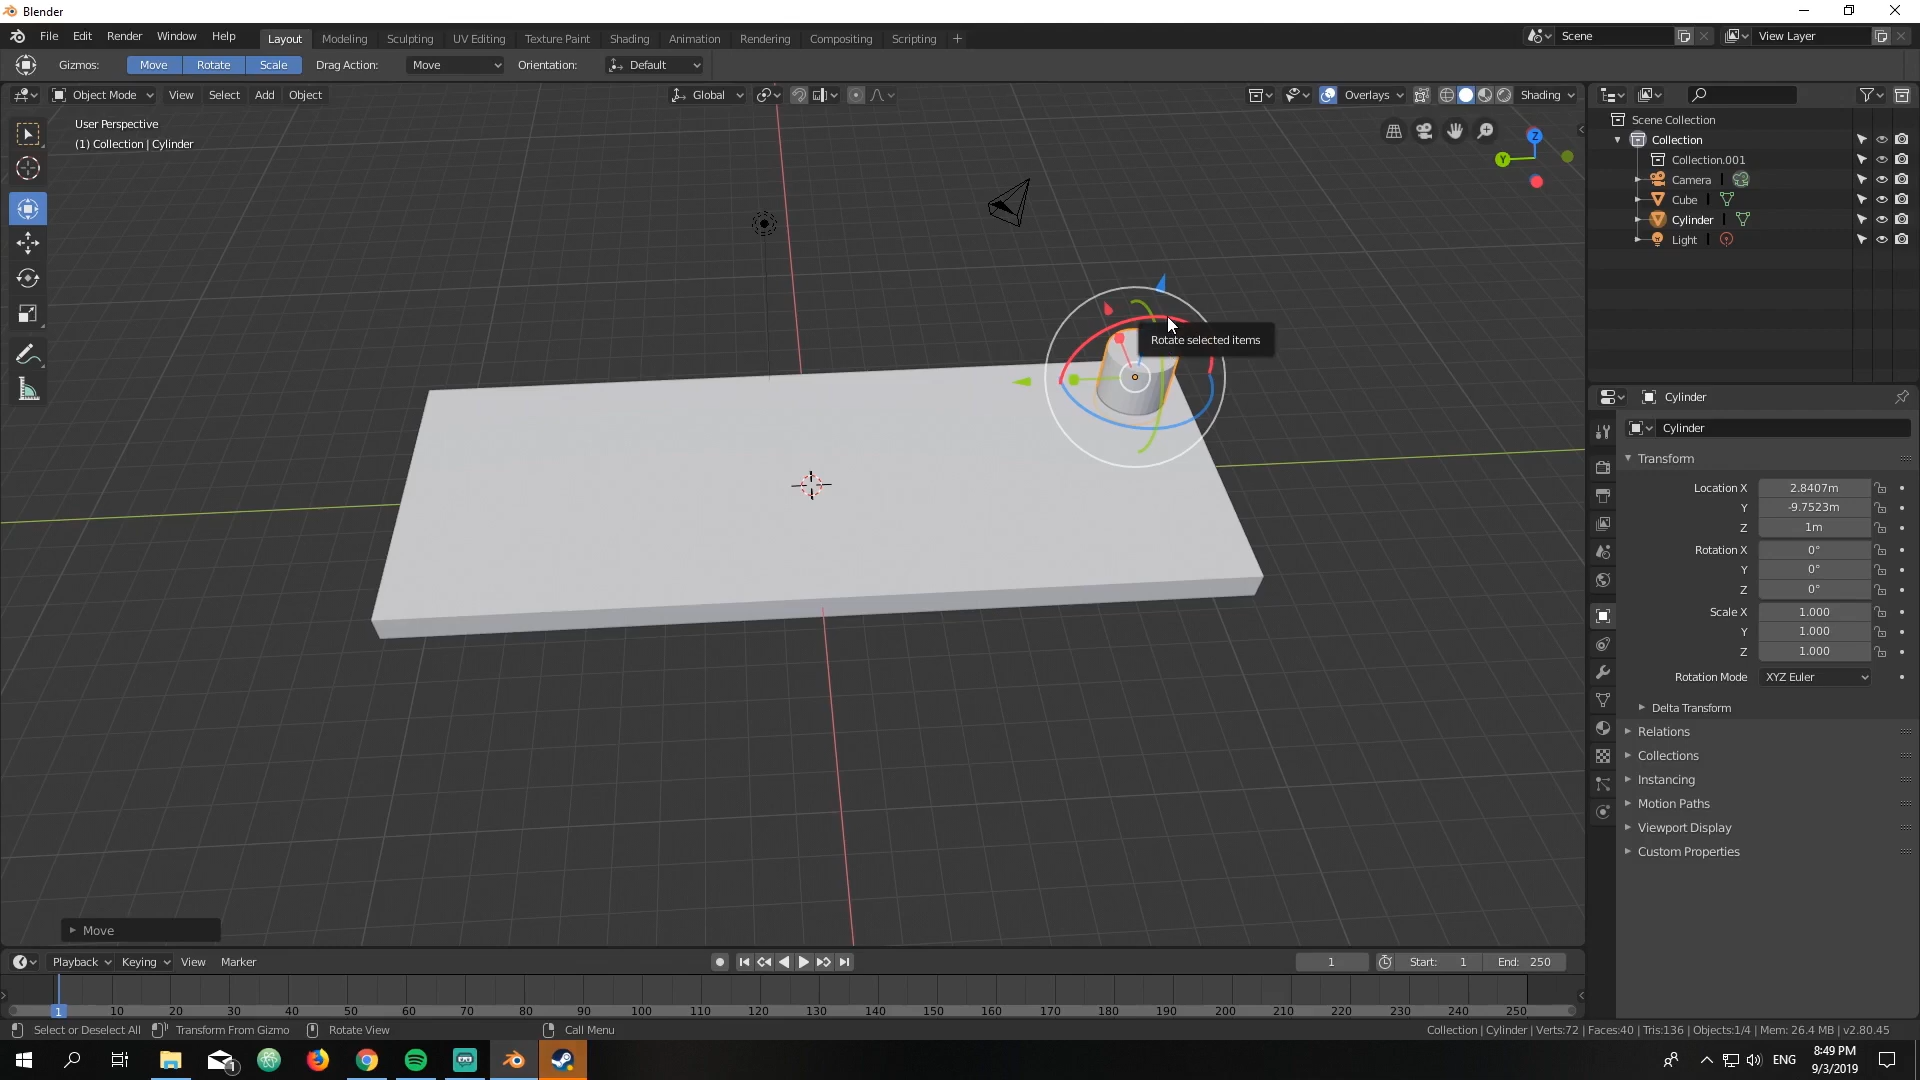 Blender
File Edit Render Window Help Layout Modeling Sculpting UV Editing Texture Paint Shading Animation Rendering Compositing Scripting + Scene View Layer
Gizmos: Move Rotate Scale Drag Action: Move Orientation: Default
Object Mode View Select Add Object Global Overlays Shading
User Perspective
(1) Collection | Cylinder
Z
Y
Rotate selected items
Scene Collection
Collection
Collection.001
Camera
Cube
Cylinder
Light
Cylinder
Cylinder
Transform
Location X 2.8407m
Y -9.7523m
Z 1m
Rotation X 0°
Y 0°
Z 0°
Scale X 1.000
Y 1.000
Z 1.000
Rotation Mode XYZ Euler
Delta Transform
Relations
Collections
Instancing
Motion Paths
Viewport Display
Custom Properties
Move
Playback Keying View Marker 1 Start: 1 End: 250
1 10 20 30 40 50 60 70 80 90 100 110 120 130 140 150 160 170 180 190 200 210 220 230 240 250
Select or Deselect All Transform From Gizmo Rotate View Call Menu Collection | Cylinder | Verts:72 | Faces:40 | Tris:136 | Objects:1/4 | Mem: 26.4 MB | v2.80.45
1 ENG 8:49 PM
9/3/2019